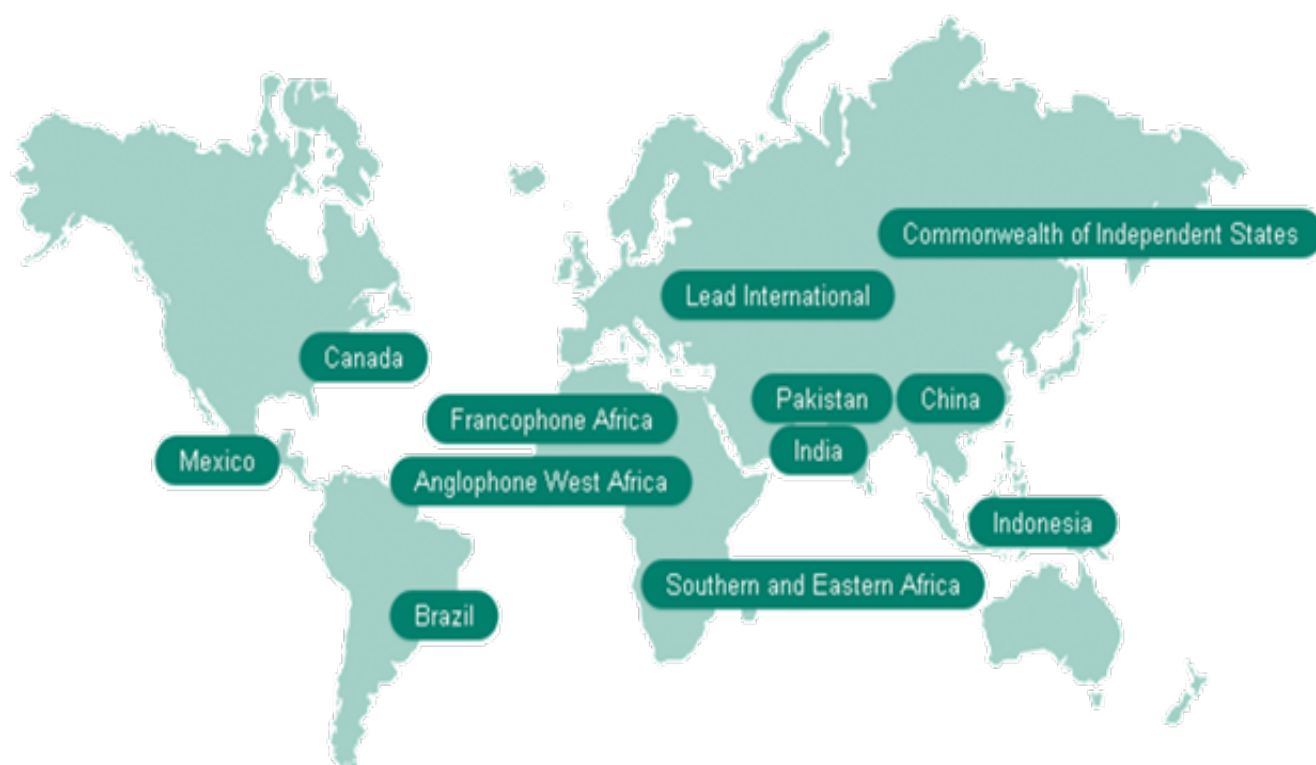 Commonwealth of Independent States
Lead International
Canada
Pakistan
China
Francophone Africa
India
Mexico
Anglophone West Africa
Indonesia
Southern and Eastern Africa
Brazil